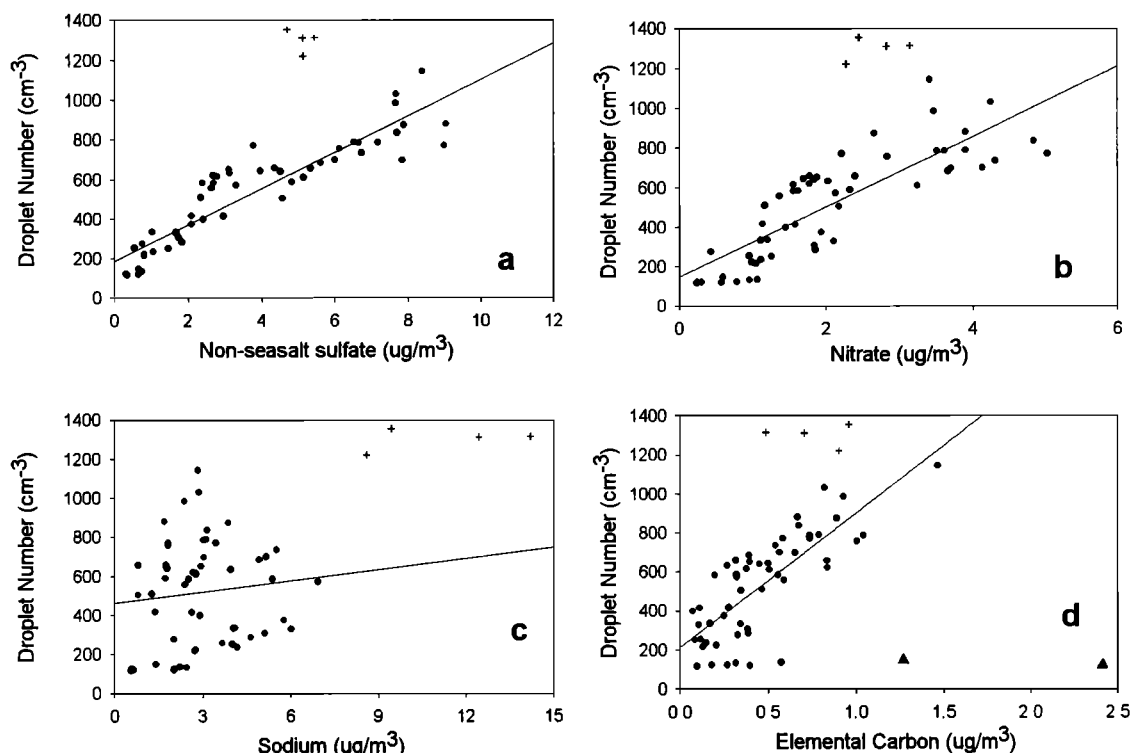 Droplet Number (cm-3)
1400
1200
1000
800
600
400
200
0
a
0 2 4 6 8 10 12
Non-seasalt sulfate (ug/m3)
Droplet Number (cm-3)
1400
1200
1000
800
600
400
200
0
b
0 2 4 6
Nitrate (ug/m3)
Droplet Number (cm-3)
1400
1200
1000
800
600
400
200
0
c
0 3 6 9 12 15
Sodium (ug/m3)
Droplet Number (cm-3)
1400
1200
1000
800
600
400
200
0
d
0 0 0 5 1.0 1.5 2.0 2 5
Elemental Carbon (ug/m3)